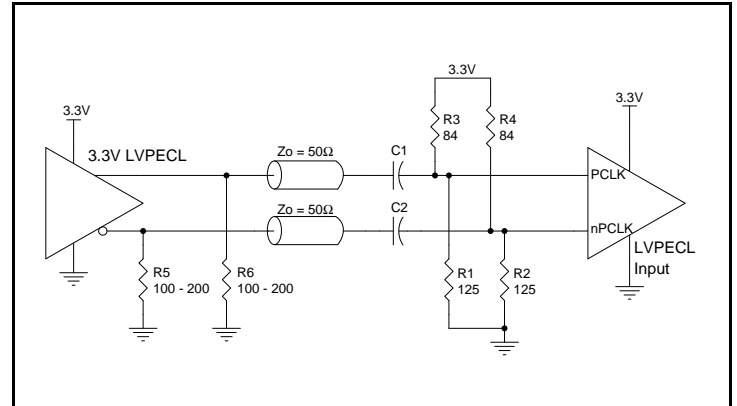 3.3V
3.3V LVPECL
Zo = 50Ω
Zo = 50Ω
C1
C2
3.3V
R3
84
R4
84
3.3V
PCLK
nPCLK
LVPECL
Input
R5
100 - 200
R6
100 - 200
R1
125
R2
125